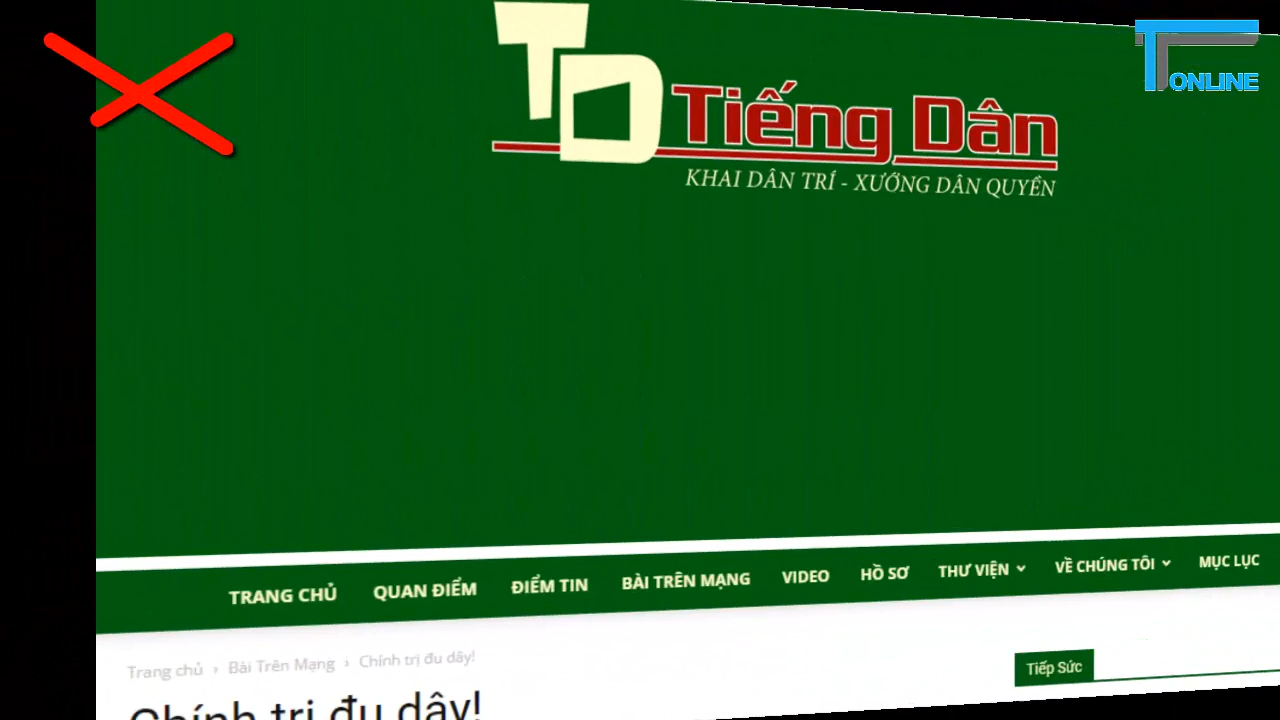 T
ONLINE
TD
Tiếng Dân
KHAI DÂN TRÍ - XƯỚNG DÂN QUYỀN
TRANG CHỦ QUAN ĐIỂM ĐIỂM TIN BÀI TRÊN MẠNG VIDEO HỒ SƠ THƯ VIỆN VỀ CHÚNG TÔI MỤC LỤC
Trang chủ › Bài Trên Mạng › Chính trị đu dây!
Tiếp Sức
Chính trị đu dây!